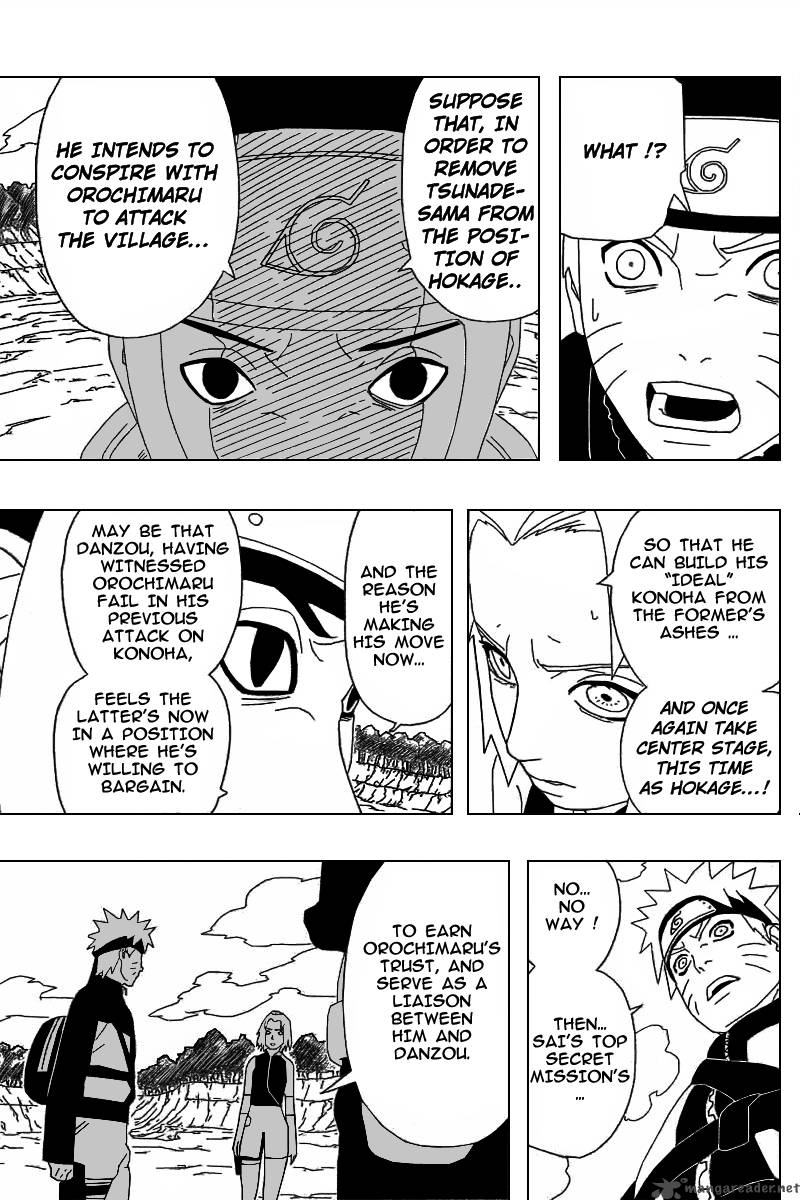 WHAT !?
SUPPOSE
THAT, IN
ORDER TO
REMOVE
TSUNADE-
SAMA FROM
THE POSI-
TION OF
HOKAGE..
HE INTENDS TO
CONSPIRE WITH
OROCHIMARU
TO ATTACK
THE VILLAGE...
SO THAT HE
CAN BUILD HIS
"IDEAL"
KONOHA FROM
THE FORMER'S
ASHES ...
AND ONCE
AGAIN TAKE
CENTER STAGE,
THIS TIME
AS HOKAGE...!
AND THE
REASON
HE'S
MAKING
HIS MOVE
NOW...
MAY BE THAT
DANZOU, HAVING
WITNESSED
OROCHIMARU
FAIL IN HIS
PREVIOUS
ATTACK ON
KONOHA,
FEELS THE
LATTER'S NOW
IN A POSITION
WHERE HE'S
WILLING TO
BARGAIN.
NO...
NO
WAY !
THEN...
SAI'S TOP
SECRET
MISSION'S
...
TO EARN
OROCHIMARU'S
TRUST, AND
SERVE AS A
LIAISON
BETWEEN
HIM AND
DANZOU.
mangareader.net